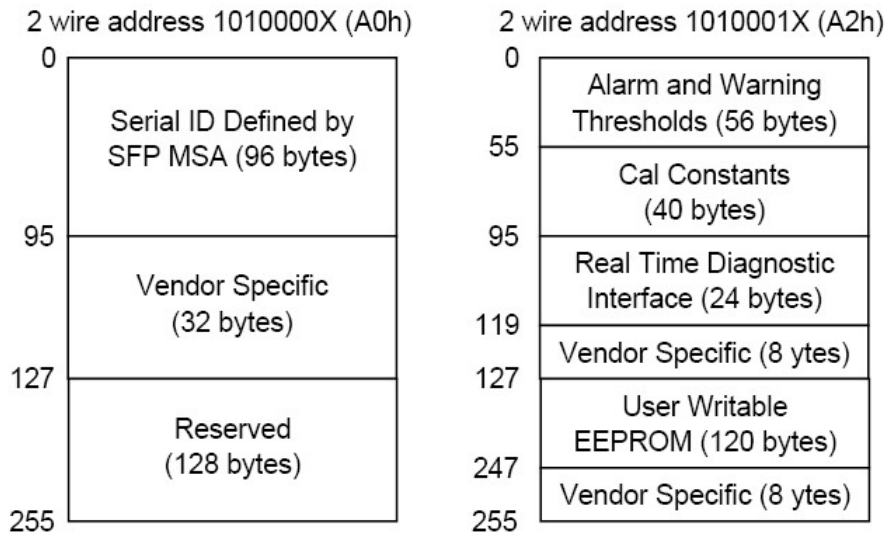 2 wire address 1010000X (A0h)
0
Serial ID Defined by
SFP MSA (96 bytes)
95
Vendor Specific
(32 bytes)
127
Reserved
(128 bytes)
255
2 wire address 1010001X (A2h)
0
Alarm and Warning
Thresholds (56 bytes)
55
Cal Constants
(40 bytes)
95
Real Time Diagnostic
Interface (24 bytes)
119
Vendor Specific (8 ytes)
127
User Writable
EEPROM (120 bytes)
247
Vendor Specific (8 ytes)
255